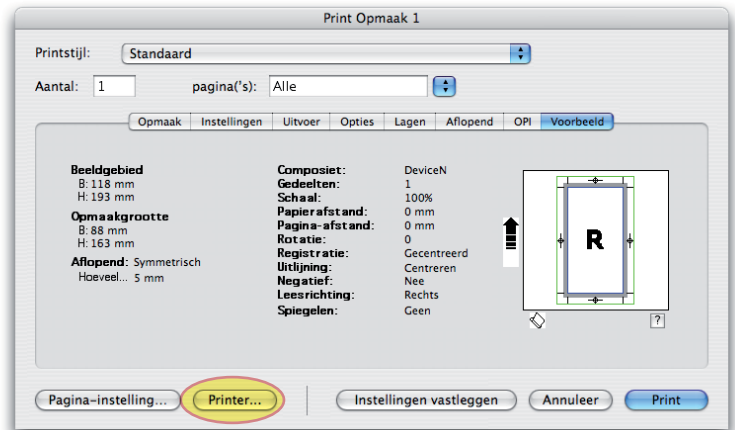 Print Opmaak 1
Printstijl: Standaard
Aantal: 1 pagina('s): Alle
Opmaak Instellingen Uitvoer Opties Lagen Aflopend OPI Voorbeeld
Beeldgebied
B: 118 mm
H: 193 mm
Opmaakgrootte
B: 88 mm
H: 163 mm
Aflopend: Symmetrisch
Hoeveel... 5 mm
Composiet: DeviceN
Gedeelten: 1
Schaal: 100%
Papierafstand: 0 mm
Pagina-afstand: 0 mm
Rotatie: 0
Registratie: Gecentreerd
Uitlijning: Centreren
Negatief: Nee
Leesrichting: Rechts
Spiegelen: Geen
R
?
Pagina-instelling... Printer... Instellingen vastleggen Annuleer Print